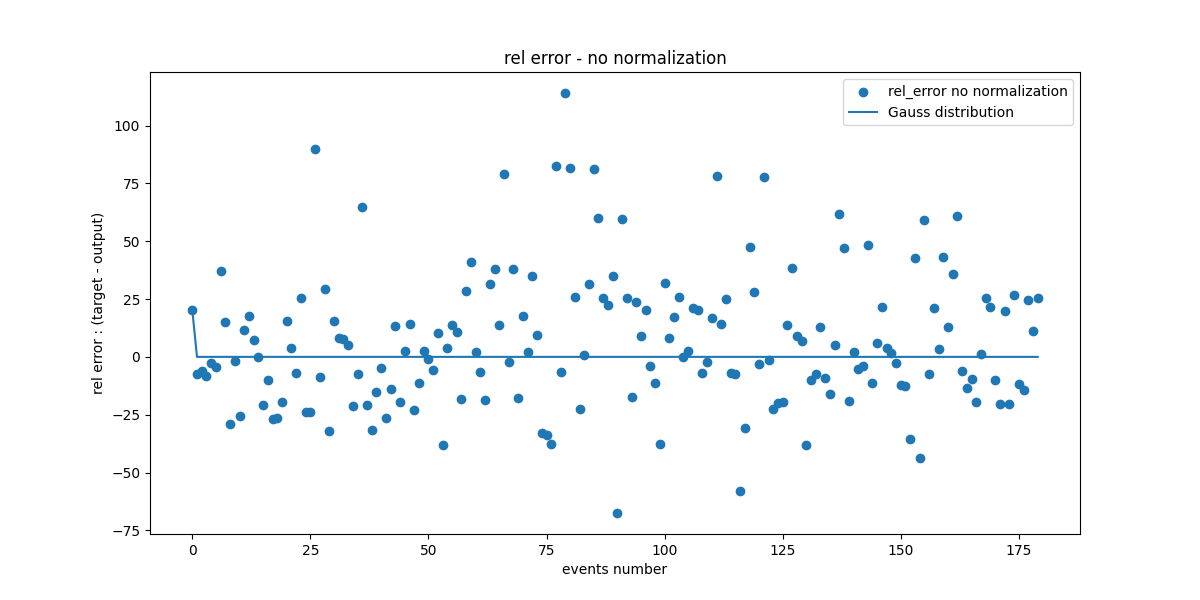 rel error - no normalization
rel_error no normalization
Gauss distribution
rel error : (target - output)
100
75
50
25
0
−25
−50
−75
0 25 50 75 100 125 150 175
events number